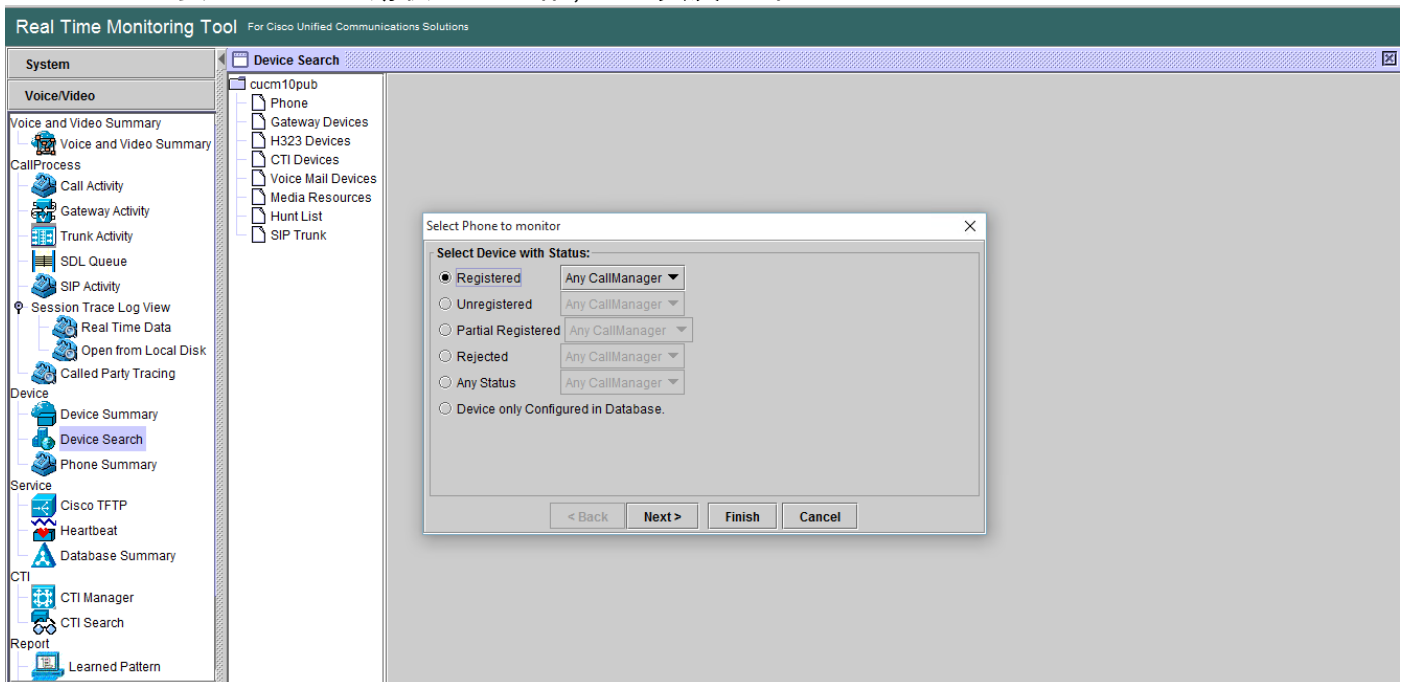 Real Time Monitoring Tool For Cisco Unified Communications Solutions
System
Voice/Video
Voice and Video Summary
Voice and Video Summary
CallProcess
Call Activity
Gateway Activity
Trunk Activity
SDL Queue
SIP Activity
Session Trace Log View
Real Time Data
Open from Local Disk
Called Party Tracing
Device
Device Summary
Device Search
Phone Summary
Service
Cisco TFTP
Heartbeat
Database Summary
CTI
CTI Manager
CTI Search
Report
Learned Pattern
Device Search
cucm10pub
Phone
Gateway Devices
H323 Devices
CTI Devices
Voice Mail Devices
Media Resources
Hunt List
SIP Trunk
Select Phone to monitor
Select Device with Status:
Registered Any CallManager
Unregistered Any CallManager
Partial Registered Any CallManager
Rejected Any CallManager
Any Status Any CallManager
Device only Configured in Database.
< Back Next > Finish Cancel